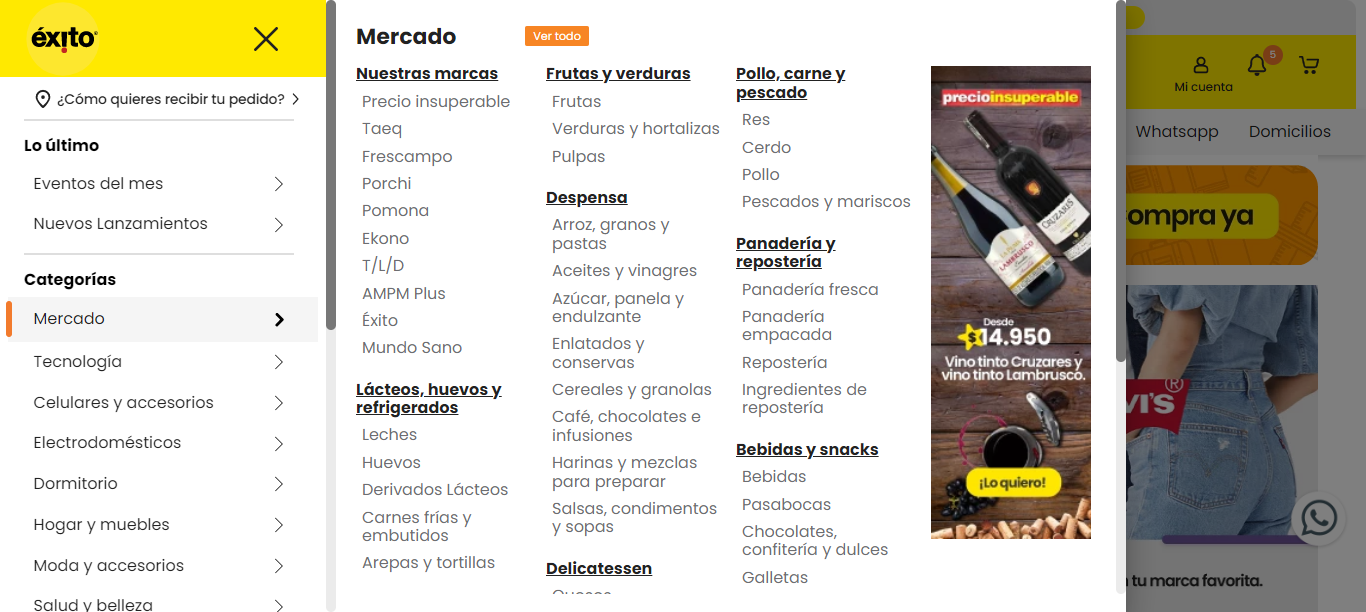 éxito
¿Cómo quieres recibir tu pedido?
Lo último
Eventos del mes
Nuevos Lanzamientos
Categorías
Mercado
Tecnología
Celulares y accesorios
Electrodomésticos
Dormitorio
Hogar y muebles
Moda y accesorios
Salud y belleza
Mercado
Ver todo
Nuestras marcas
Precio insuperable
Taeq
Frescampo
Porchi
Pomona
Ekono
T/L/D
AMPM Plus
Éxito
Mundo Sano
Lácteos, huevos y
refrigerados
Leches
Huevos
Derivados Lácteos
Carnes frías y
embutidos
Arepas y tortillas
Frutas y verduras
Frutas
Verduras y hortalizas
Pulpas
Despensa
Arroz, granos y
pastas
Aceites y vinagres
Azúcar, panela y
endulzante
Enlatados y
conservas
Cereales y granolas
Café, chocolates e
infusiones
Harinas y mezclas
para preparar
Salsas, condimentos
y sopas
Delicatessen
Quesos
Pollo, carne y
pescado
Res
Cerdo
Pollo
Pescados y mariscos
Panadería y
repostería
Panadería fresca
Panadería
empacada
Repostería
Ingredientes de
repostería
Bebidas y snacks
Bebidas
Pasabocas
Chocolates,
confitería y dulces
Galletas
precioinsuperable
CRUZARIS
LAMBRUSCO
Desde
$14.950
Vino tinto Cruzares y
vino tinto Lambrusco.
¡Lo quiero!
5
Mi cuenta
Whatsapp
Domicilios
ompra ya
VI'S
®
n tu marca favorita.